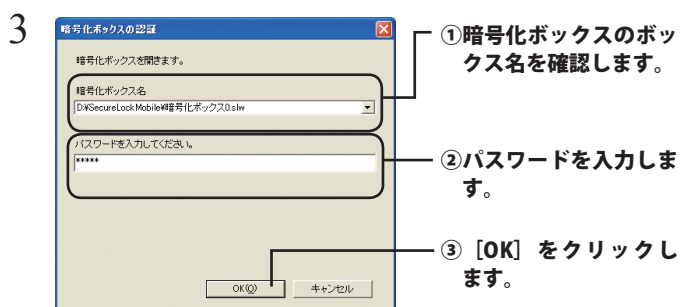 3
暗号化ボックスの認証
暗号化ボックスを開きます。
暗号化ボックス名
D:¥SecureLockMobile¥暗号化ボックス0.slw
パスワードを入力してください。
*****
OK(O)
キャンセル
①暗号化ボックスのボッ
クス名を確認します。
②パスワードを入力しま
す。
③［OK］をクリックし
ます。